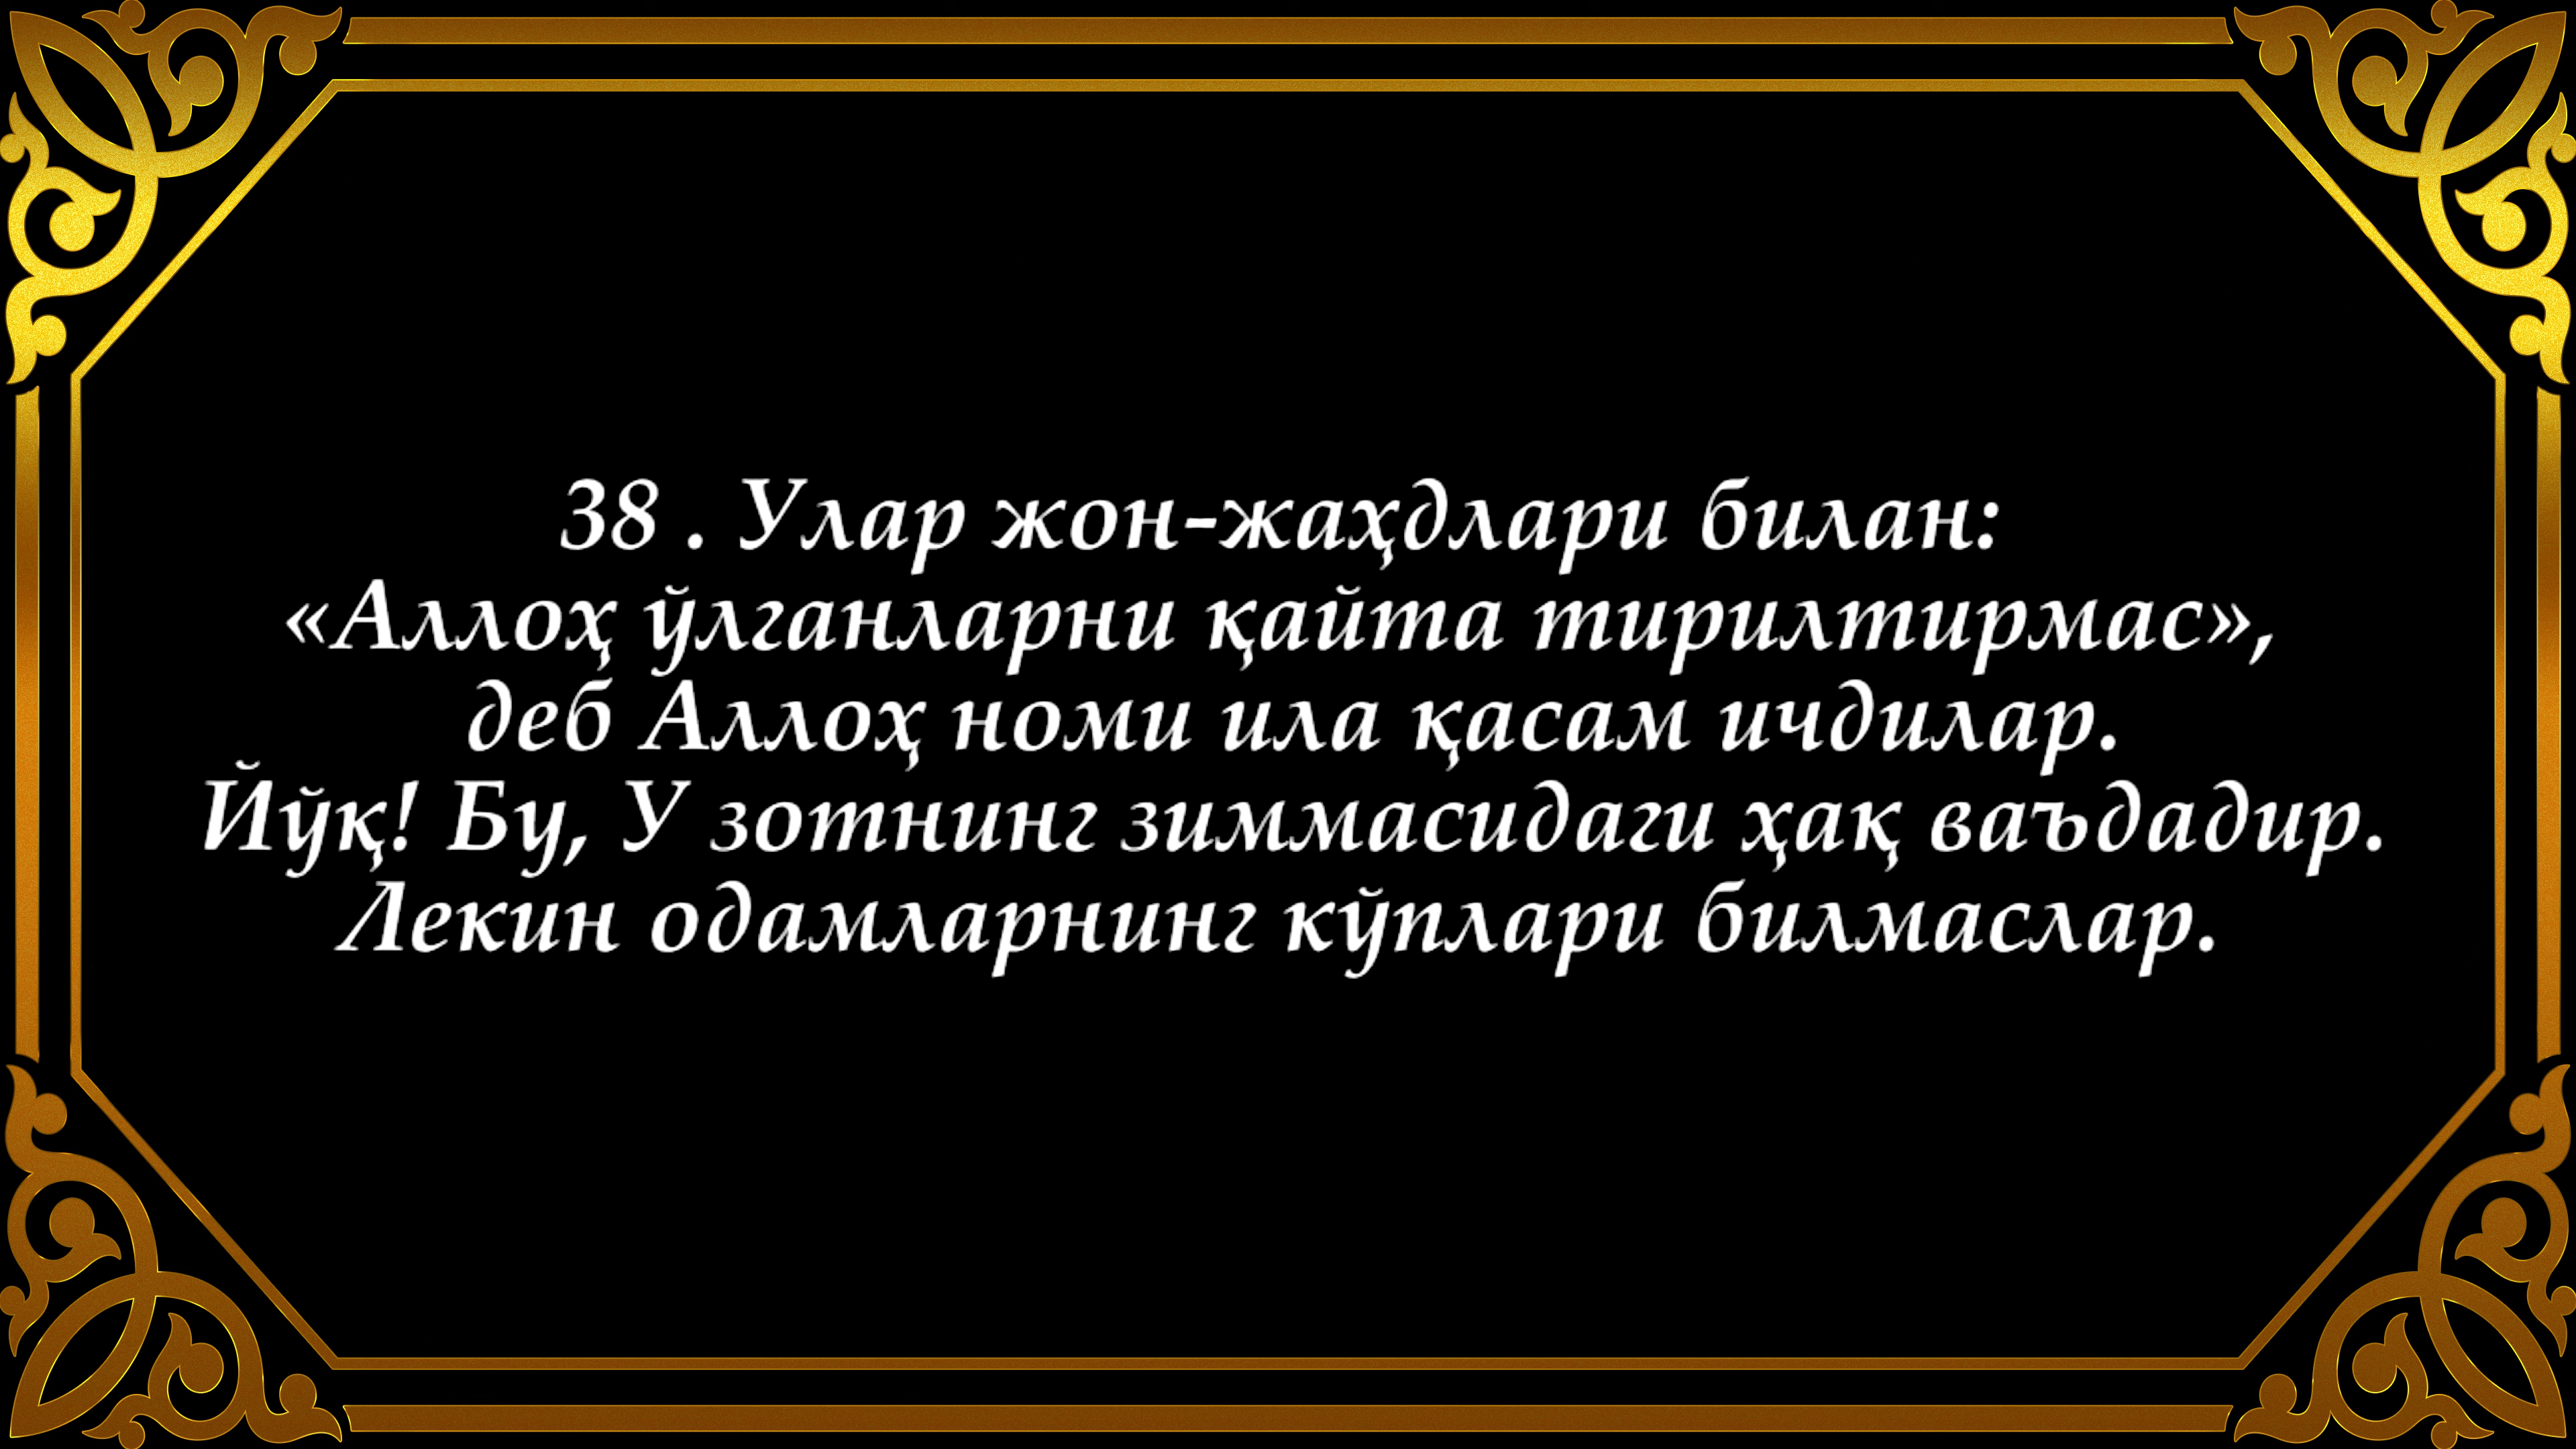 38 . Улар жон-жаҳдлари билан:
«Аллоҳ ўлганларни қайта тирилтирмас»,
деб Аллоҳ номи ила қасам ичдилар.
Йўқ! Бу, У зотнинг зиммасидаги ҳақ ваъдадир.
Лекин одамларнинг кўплари билмаслар.